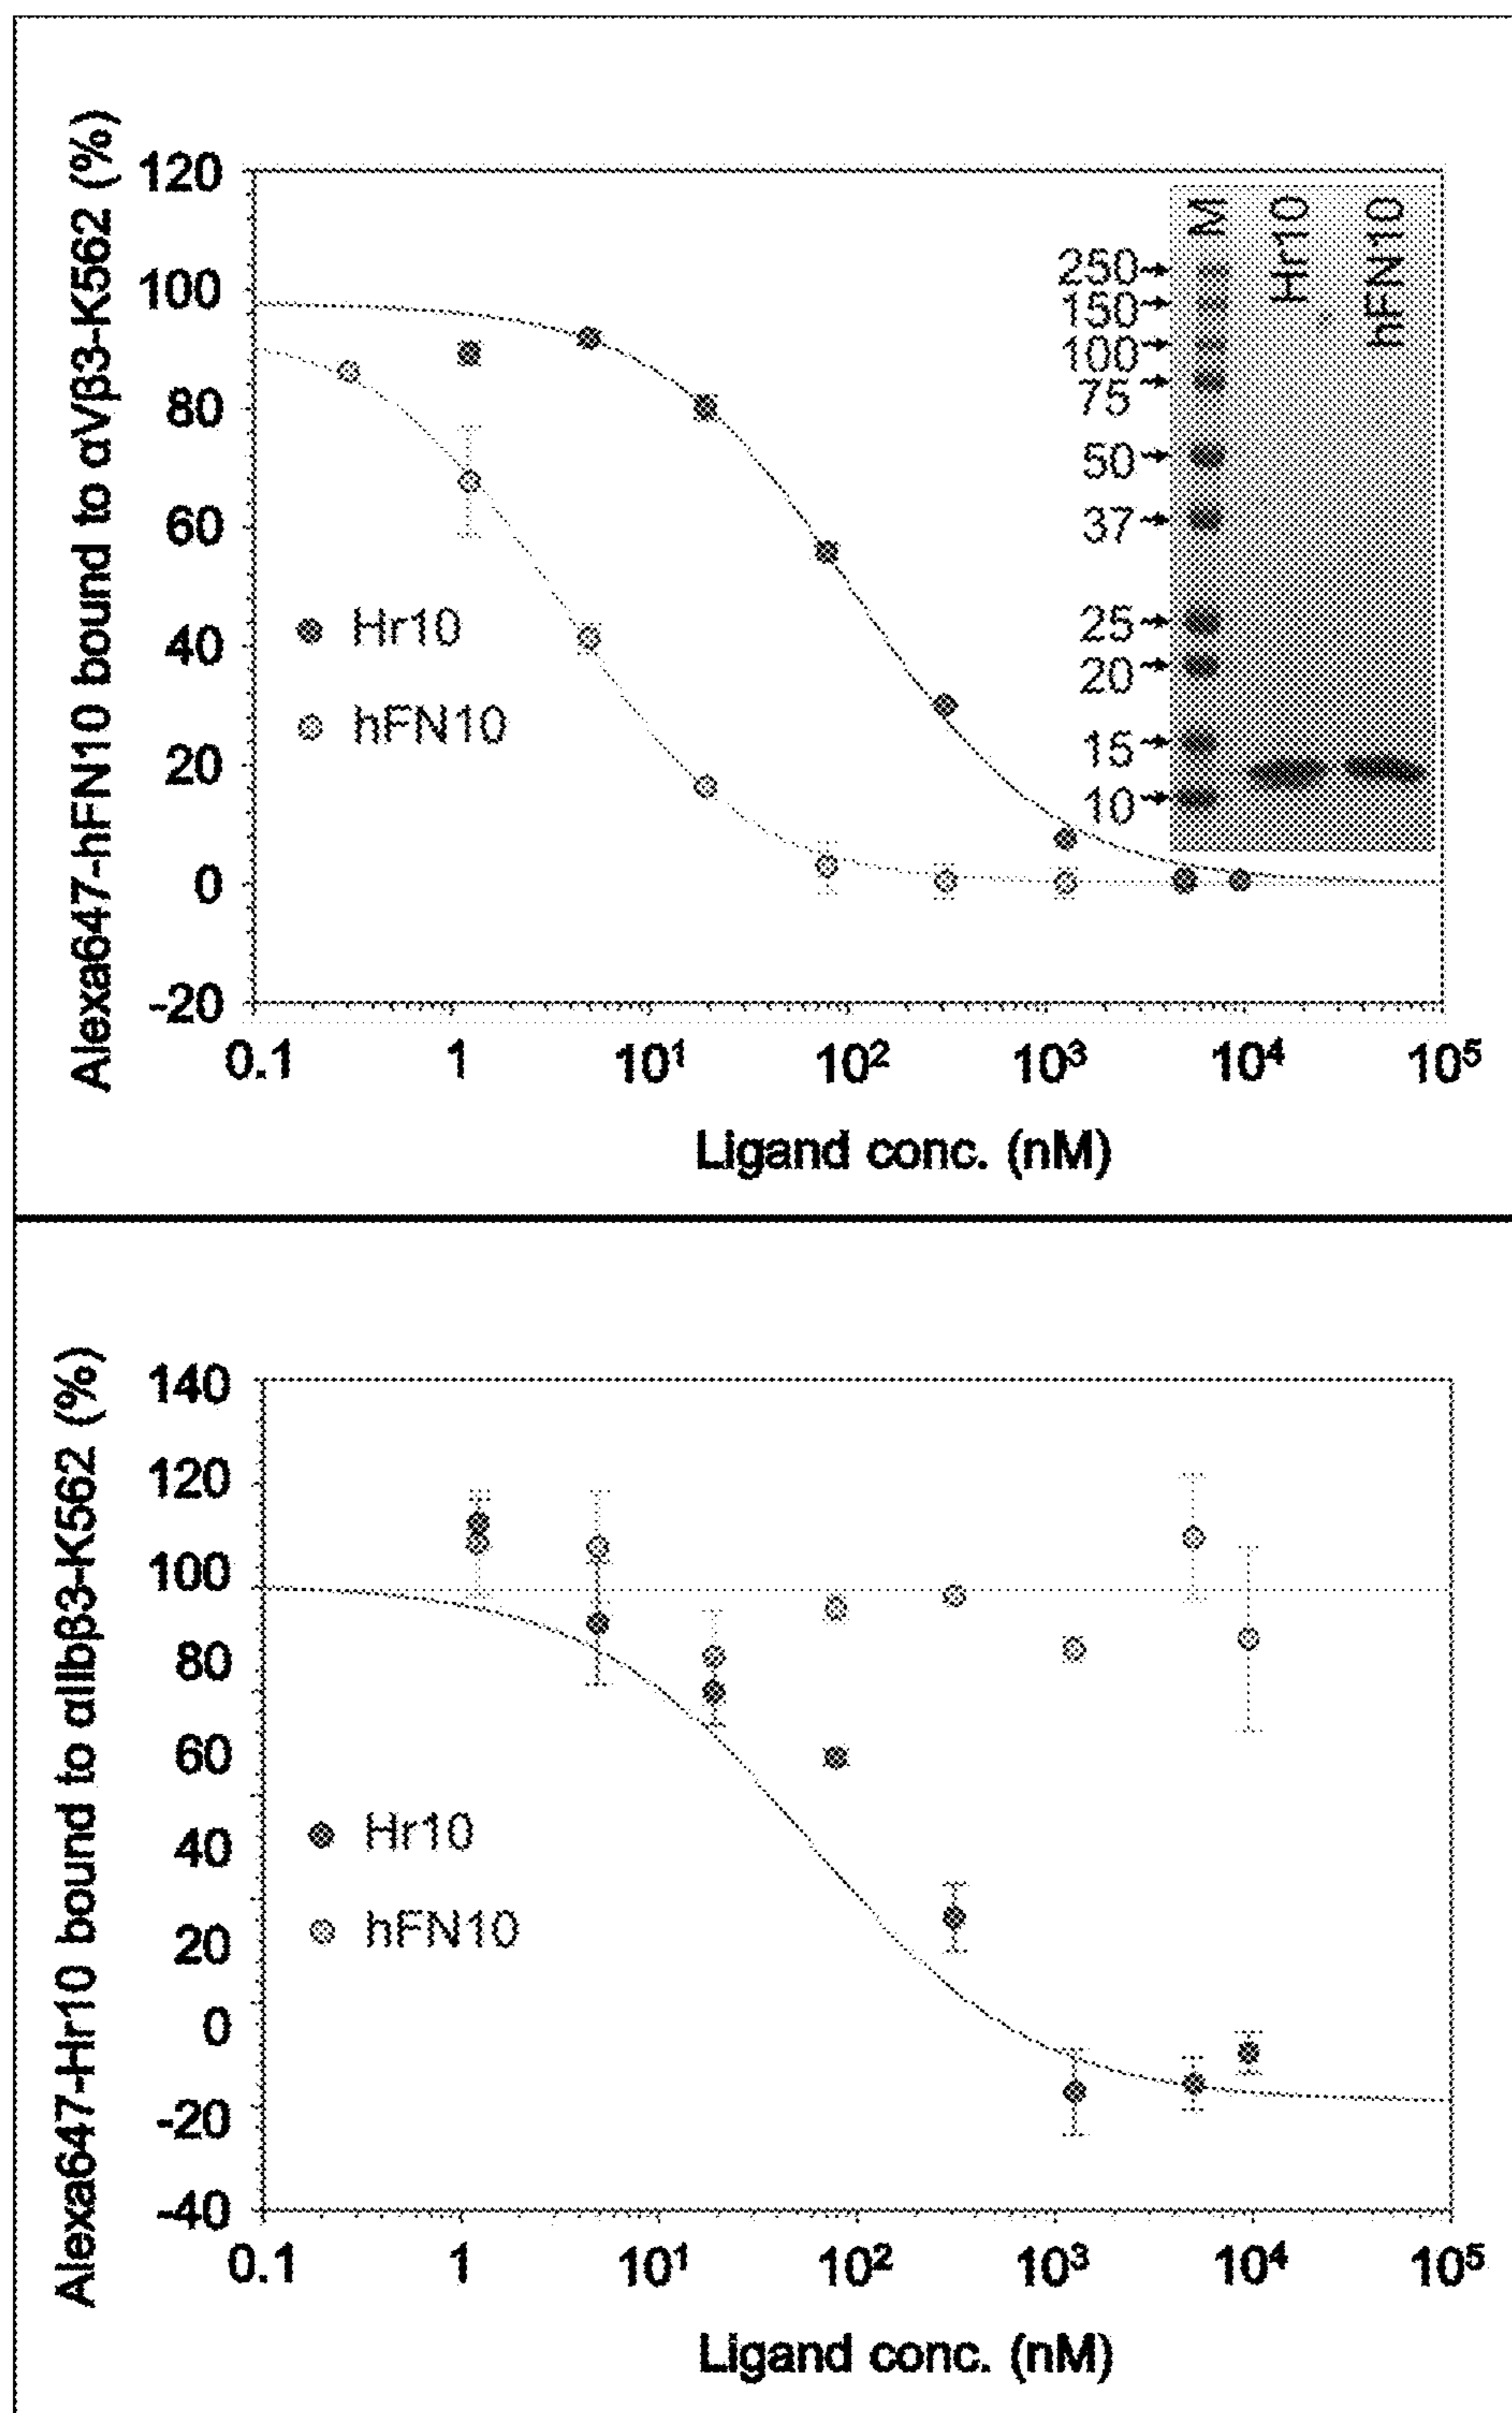 Alexa647-hFN10 bound to αVβ3-K562 (%)
120
100
80
60
40
20
0
-20
0.1 1 10¹ 10² 10³ 10⁴ 10⁵
Ligand conc. (nM)
Hr10
hFN10
M Hr10 hFN10
250
150
100
75
50
37
25
20
15
10
Alexa647-Hr10 bound to αIIbβ3-K562 (%)
140
120
100
80
60
40
20
0
-20
-40
0.1 1 10¹ 10² 10³ 10⁴ 10⁵
Ligand conc. (nM)
Hr10
hFN10